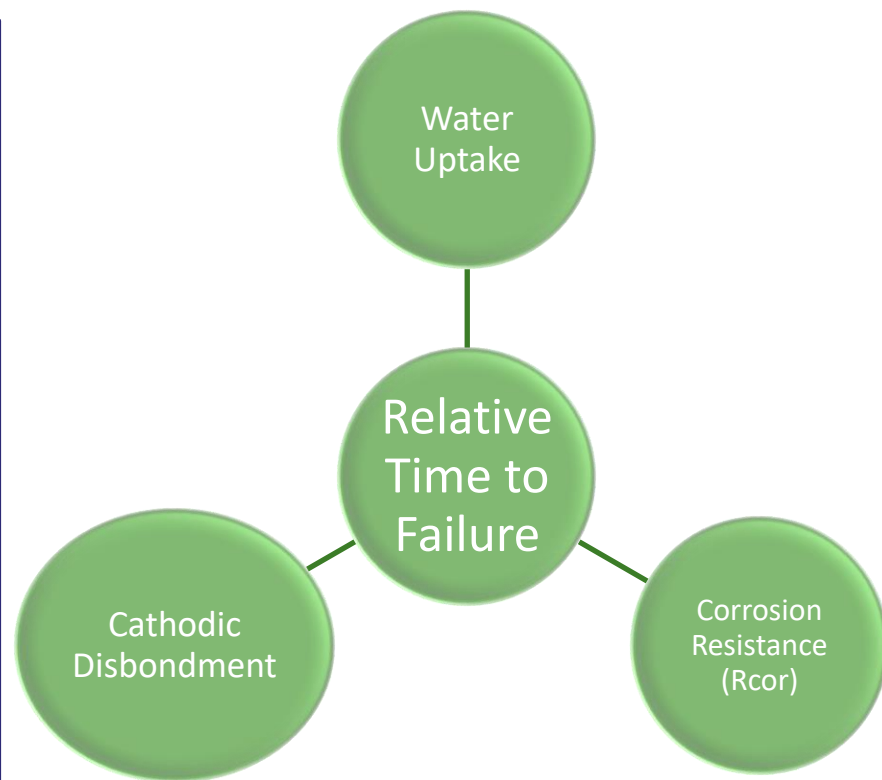 Water
Uptake
Relative
Time to
Failure
Cathodic
Disbondment
Corrosion
Resistance
(Rcor)